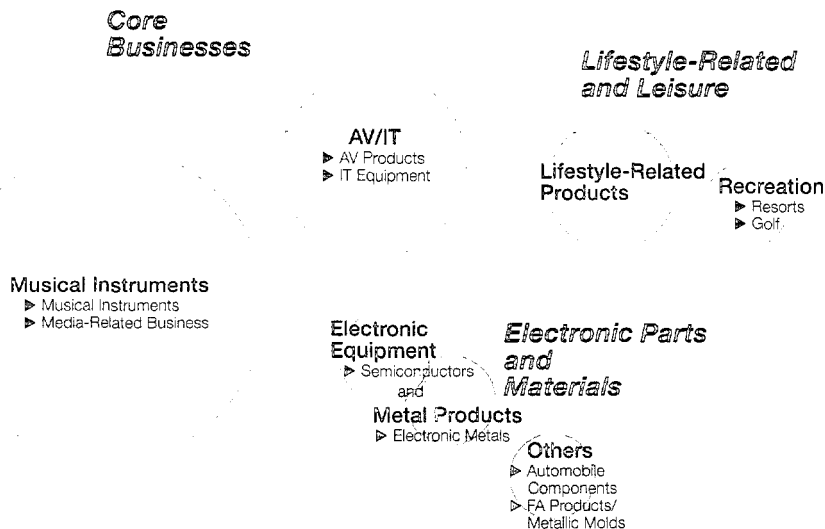 Core
Businesses
Lifestyle-Related
and Leisure
AV/IT
▶ AV Products
▶ IT Equipment
Lifestyle-Related
Products
Recreation
▶ Resorts
▶ Golf
Musical Instruments
▶ Musical Instruments
▶ Media-Related Business
Electronic
Equipment
▶ Semiconductors
and
Metal Products
▶ Electronic Metals
Electronic Parts
and
Materials
Others
▶ Automobile
Components
▶ FA Products/
Metallic Molds